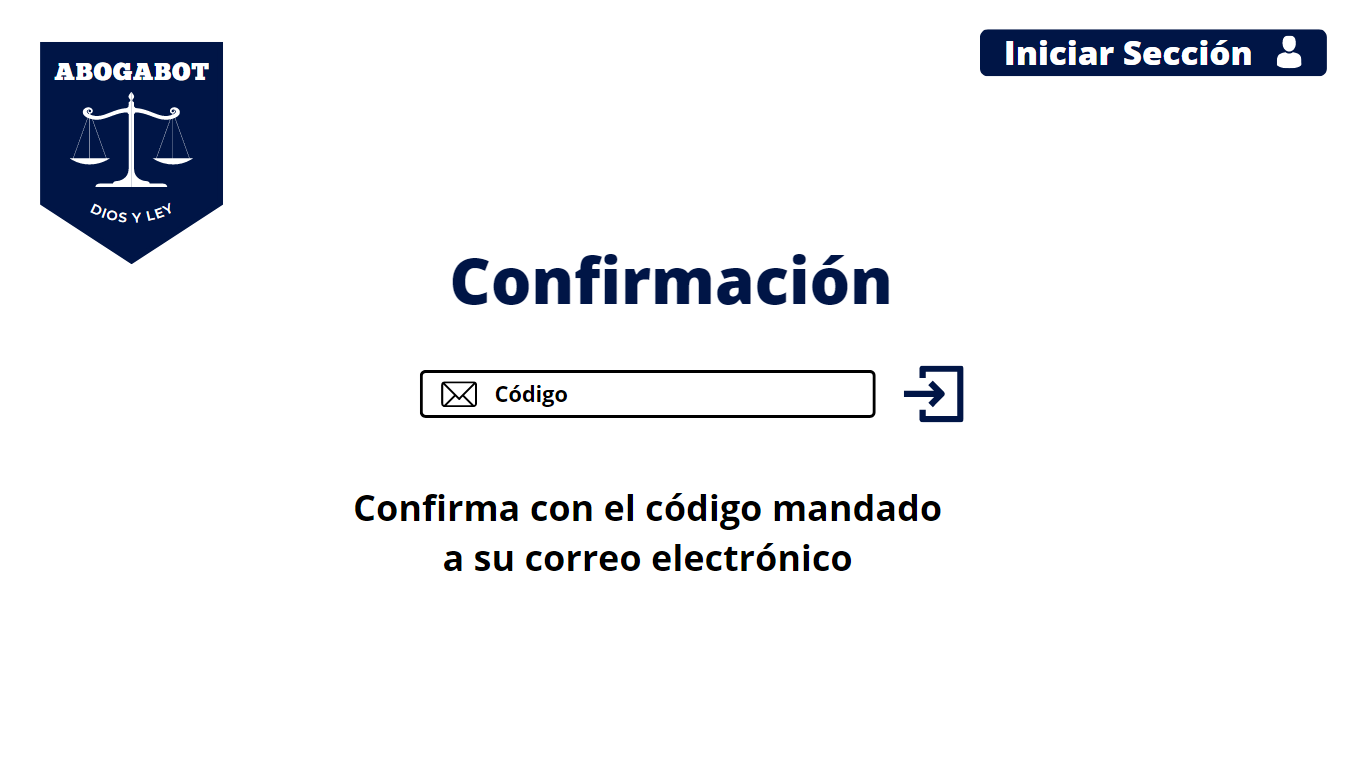 ABOGABOT
DIOS Y LEY
Iniciar Sección
Confirmación
Código
Confirma con el código mandado
a su correo electrónico